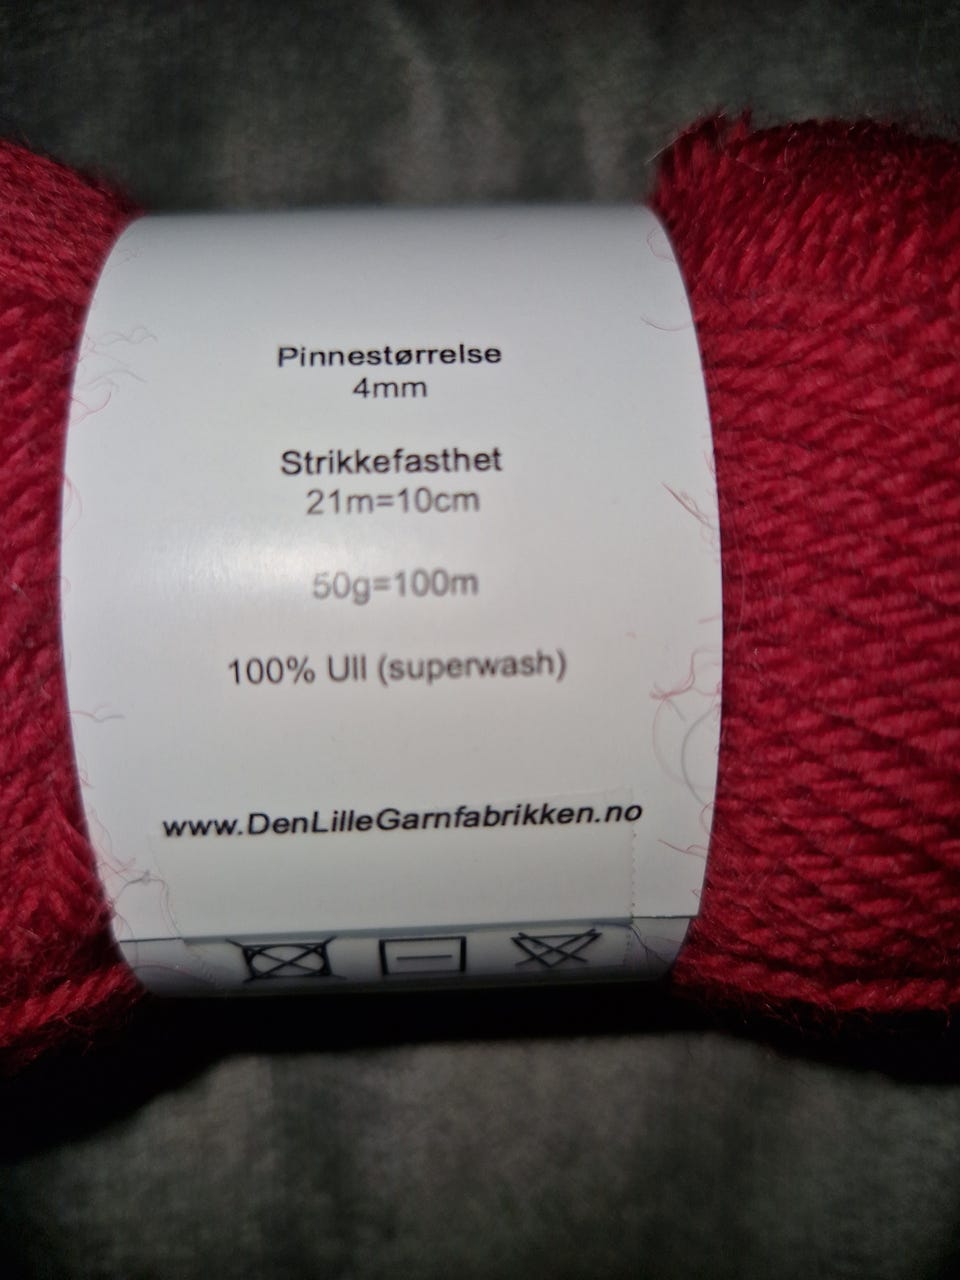 Pinnestørrelse
4mm
Strikkefasthet
21m=10cm
50g=100m
100% Ull (superwash)
www.DenLilleGarnfabrikken.no